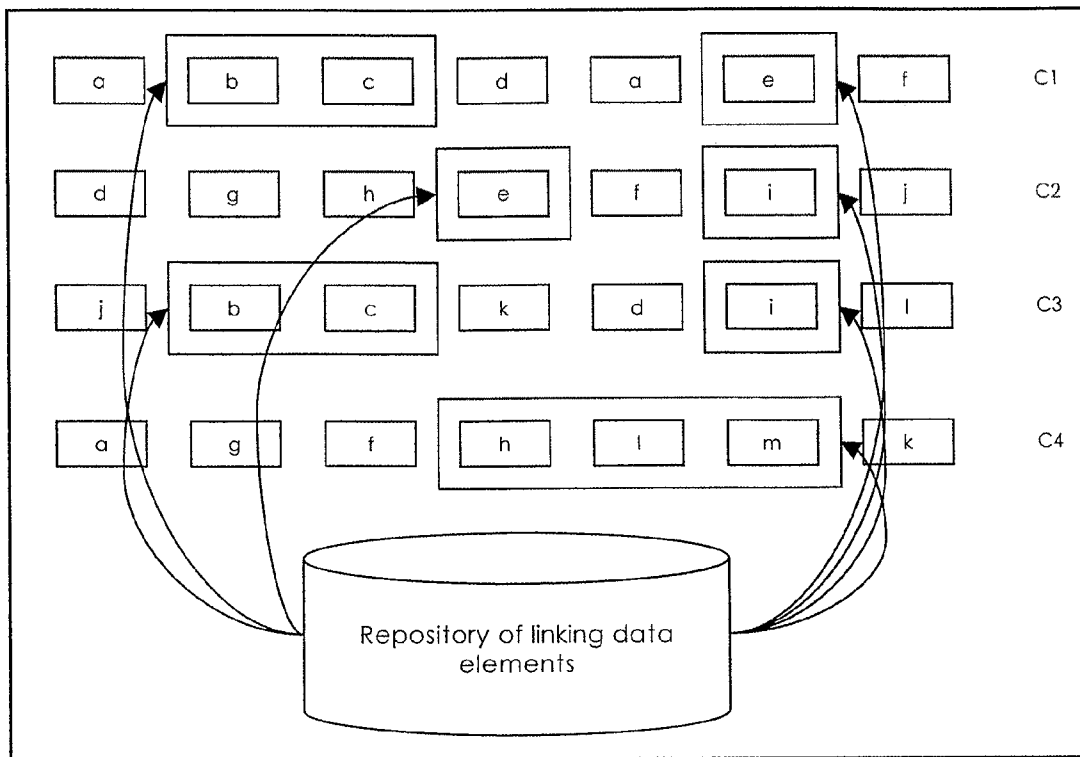 a b c d a e f C1
d g h e f i j C2
j b c k d i l C3
a g f h l m k C4
Repository of linking data
elements